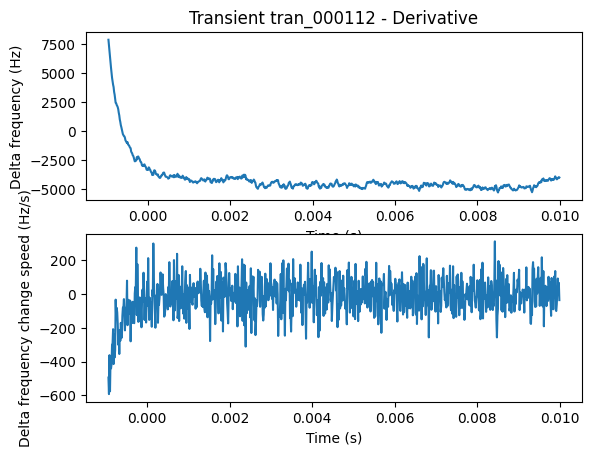 Transient tran_000112 - Derivative
Delta frequency (Hz)
7500
5000
2500
0
−2500
−5000
0.000 0.002 0.004 0.006 0.008 0.010
Time (s)
Delta frequency change speed (Hz/s)
200
0
−200
−400
−600
0.000 0.002 0.004 0.006 0.008 0.010
Time (s)